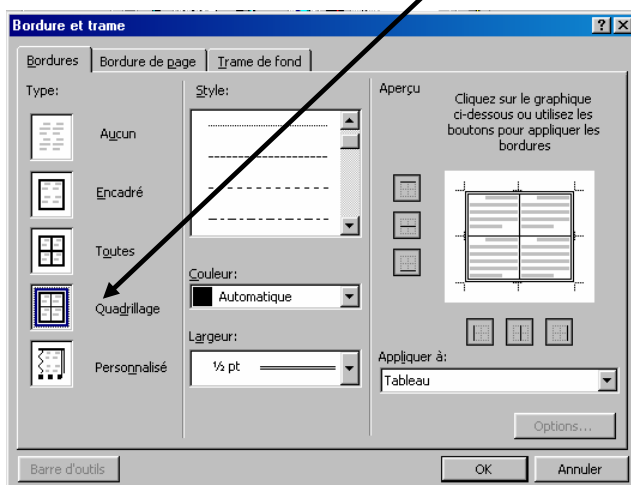 Bordure et trame
Bordures
Bordure de page
Trame de fond
Type:
Aucun
Encadré
Toutes
Quadrillage
Personnalisé
Style:
Couleur:
Automatique
Largeur:
½ pt
Aperçu
Cliquez sur le graphique
ci-dessous ou utilisez les
boutons pour appliquer les
bordures
Appliquer à:
Tableau
Options...
Barre d'outils
OK
Annuler